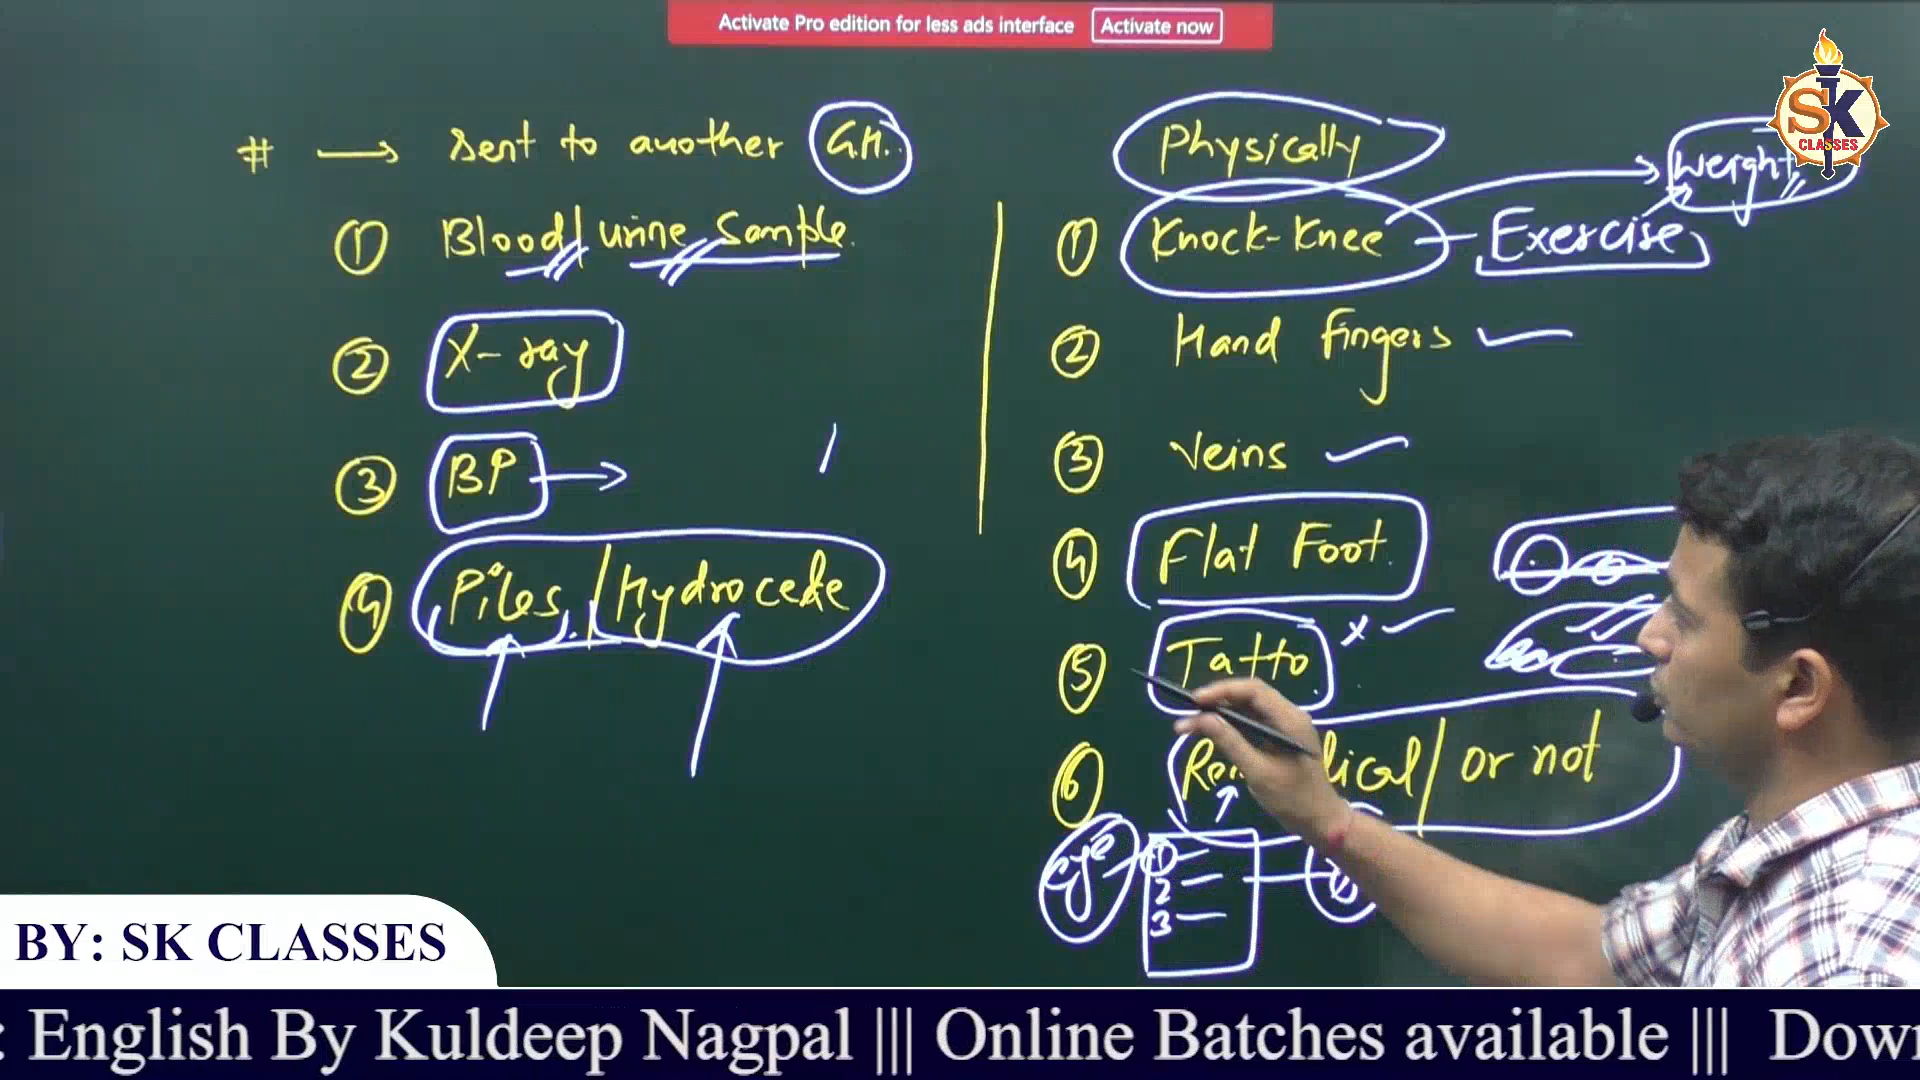 Activate Pro edition for less ads interface Activate now
SK
CLASSES
# → sent to another G.H.
① Blood/urine sample.
② X-ray
③ BP →
④ Piles / Hydrocele
Physically
① Knock-Knee — Exercise
Weight
② Hand fingers
③ Veins
④ Flat Foot.
⑤ Tatto x
⑥ / or not
eye
① —
2 —
3 —
BY: SK CLASSES
: English By Kuldeep Nagpal ||| Online Batches available ||| Down